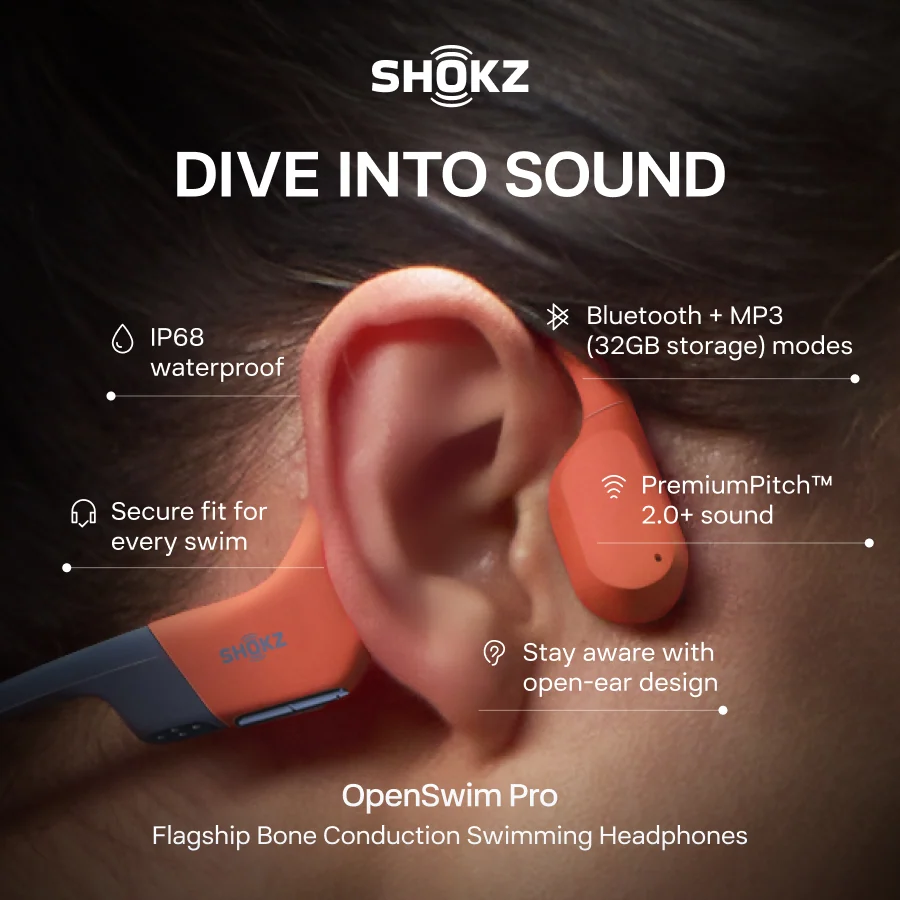 SHOKZ
DIVE INTO SOUND
IP68
waterproof
Bluetooth + MP3
(32GB storage) modes
Secure fit for
every swim
PremiumPitch™
2.0+ sound
SHOKZ
Stay aware with
open-ear design
OpenSwim Pro
Flagship Bone Conduction Swimming Headphones